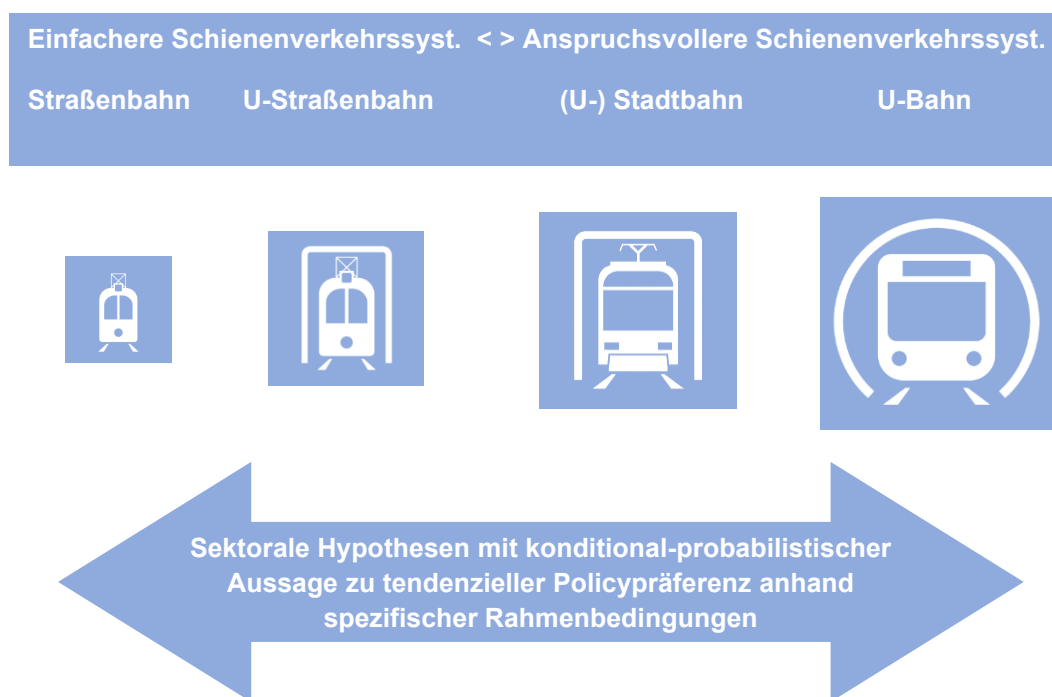 Einfachere Schienenverkehrssyst. < > Anspruchsvollere Schienenverkehrssyst.
Straßenbahn U-Straßenbahn (U-) Stadtbahn U-Bahn
Sektorale Hypothesen mit konditional-probabilistischer
Aussage zu tendenzieller Policypräferenz anhand
spezifischer Rahmenbedingungen